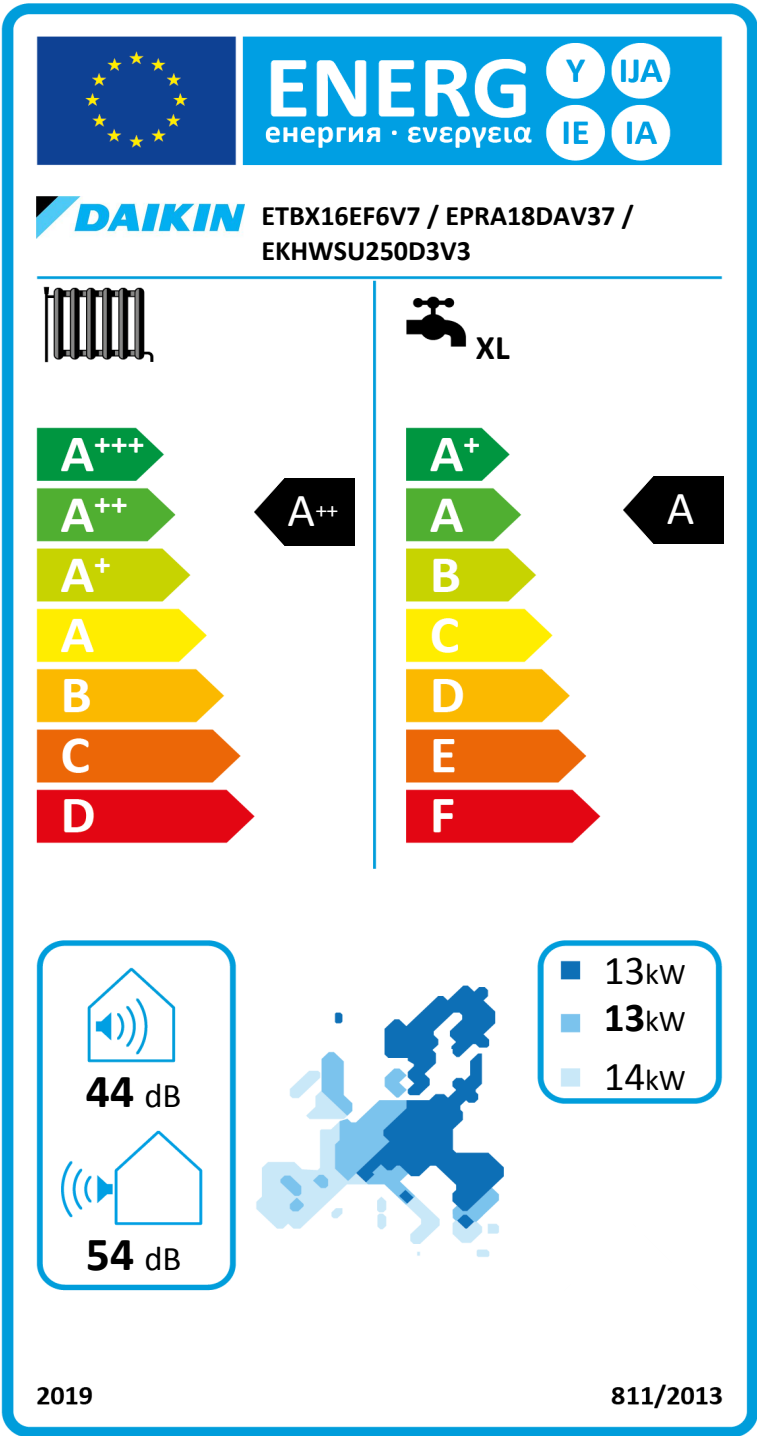 ENERG
енергия · ενεργεια
Y IJA
IE IA
DAIKIN
ETBX16EF6V7 / EPRA18DAV37 /
EKHWSU250D3V3
XL
A+++
A++
A+
A
B
C
D
A++
A+
A
B
C
D
E
F
A
44 dB
54 dB
13kW
13kW
14kW
2019
811/2013